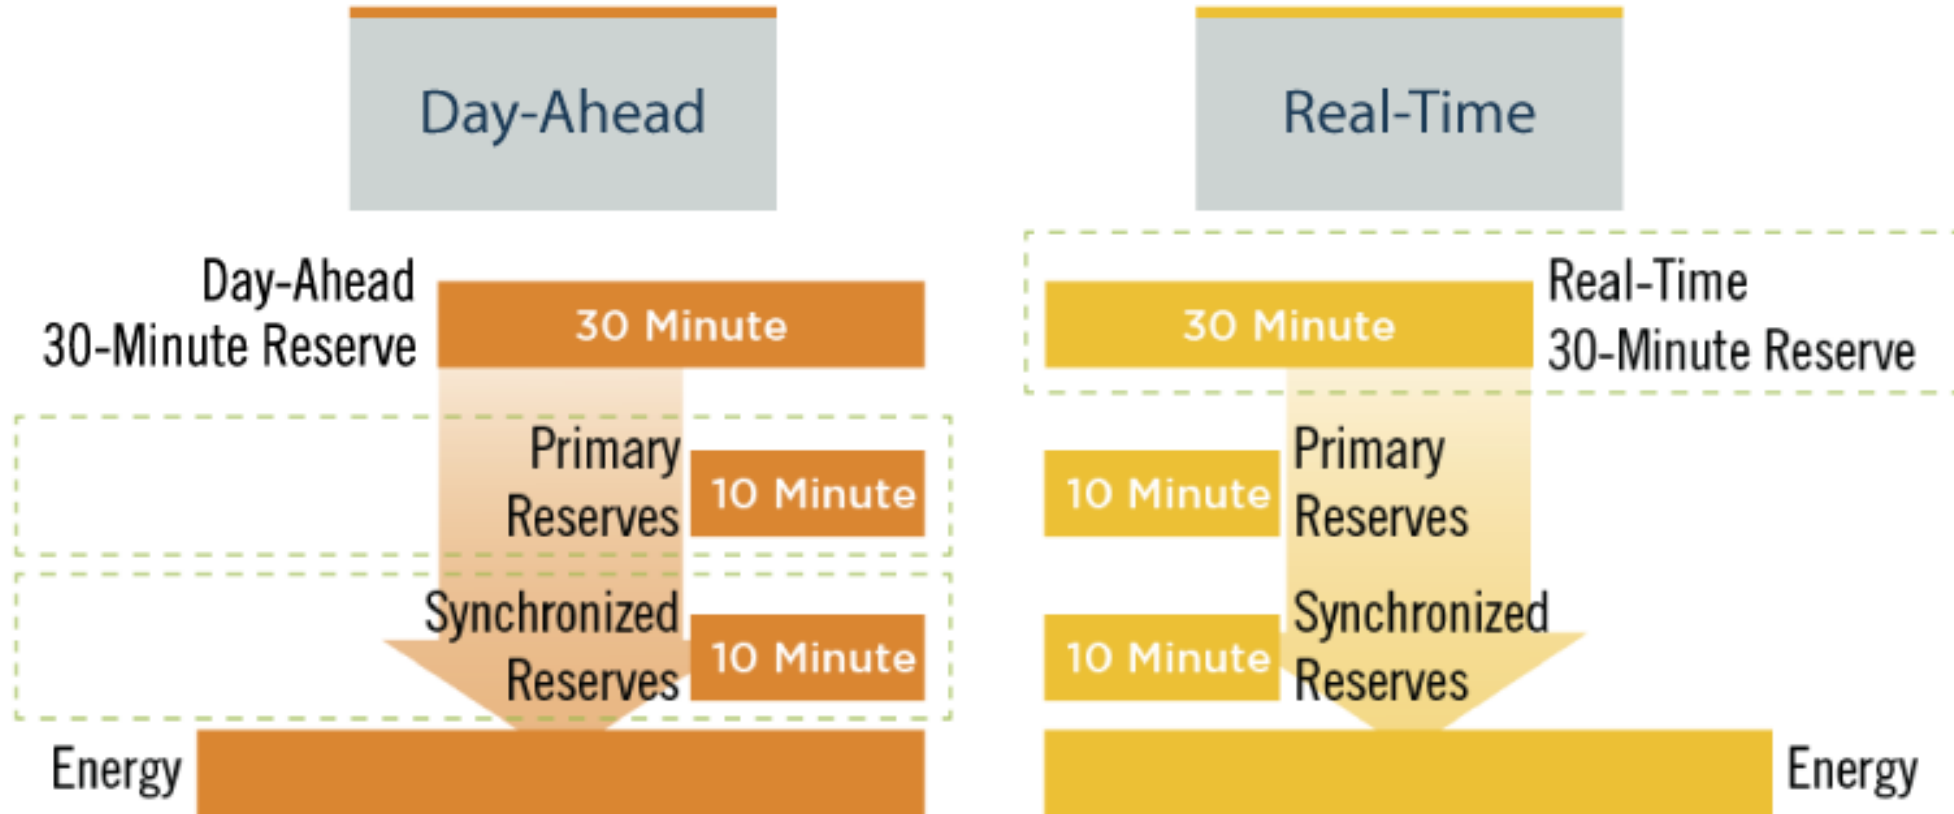 Day-Ahead
Real-Time
Day-Ahead
30-Minute Reserve
30 Minute
30 Minute
Real-Time
30-Minute Reserve
Primary
Reserves
10 Minute
10 Minute
Primary
Reserves
Synchronized
Reserves
10 Minute
10 Minute
Synchronized
Reserves
Energy
Energy